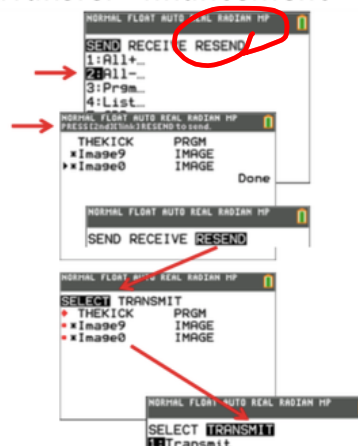 NORMAL FLOAT AUTO REAL RADIAN MP
SEND RECEIVE RESEND
1:All+…
2:All-…
3:Prgm…
4:List…
NORMAL FLOAT AUTO REAL RADIAN MP
PRESS[2nd][link]RESEND to send.
THEKICK PRGM
*Image9 IMAGE
▸*Image0 IMAGE
Done
NORMAL FLOAT AUTO REAL RADIAN MP
SEND RECEIVE RESEND
NORMAL FLOAT AUTO REAL RADIAN MP
SELECT TRANSMIT
THEKICK PRGM
*Image9 IMAGE
*Image0 IMAGE
NORMAL FLOAT AUTO REAL RADIAN MP
SELECT TRANSMIT
1:Transmit